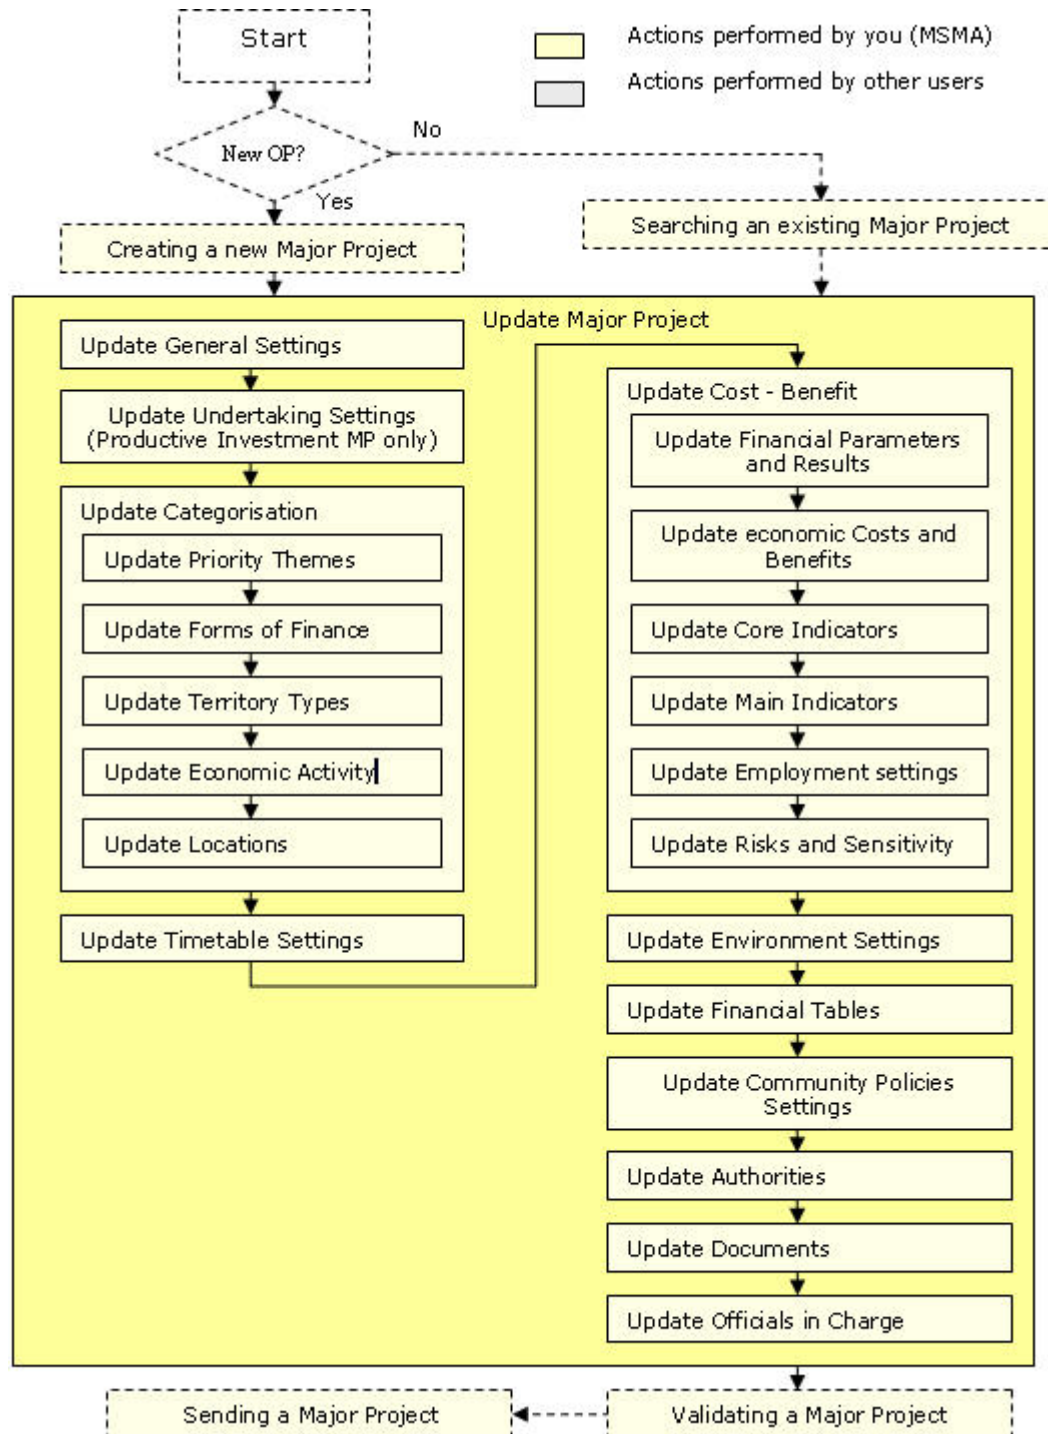 Start
Actions performed by you (MSMA)
Actions performed by other users
New OP?
No
Yes
Creating a new Major Project
Searching an existing Major Project
Update Major Project
Update General Settings
Update Undertaking Settings
(Productive Investment MP only)
Update Categorisation
Update Priority Themes
Update Forms of Finance
Update Territory Types
Update Economic Activity
Update Locations
Update Timetable Settings
Update Cost - Benefit
Update Financial Parameters
and Results
Update economic Costs and
Benefits
Update Core Indicators
Update Main Indicators
Update Employment settings
Update Risks and Sensitivity
Update Environment Settings
Update Financial Tables
Update Community Policies
Settings
Update Authorities
Update Documents
Update Officials in Charge
Sending a Major Project
Validating a Major Project